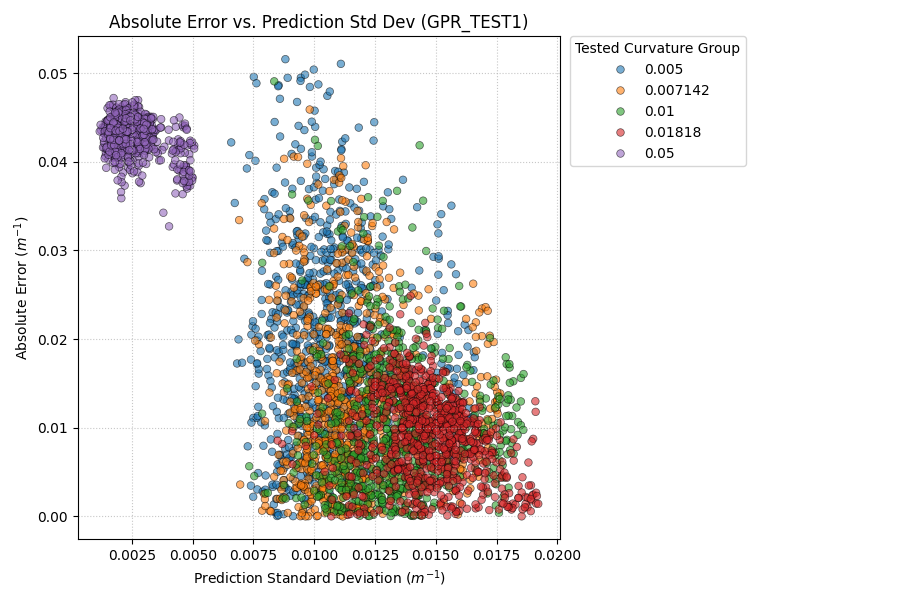 Absolute Error vs. Prediction Std Dev (GPR_TEST1)
Tested Curvature Group
0.005
0.007142
0.01
0.01818
0.05
0.05
0.04
0.03
0.02
0.01
0.00
Absolute Error (m⁻¹)
0.0025 0.0050 0.0075 0.0100 0.0125 0.0150 0.0175 0.0200
Prediction Standard Deviation (m⁻¹)